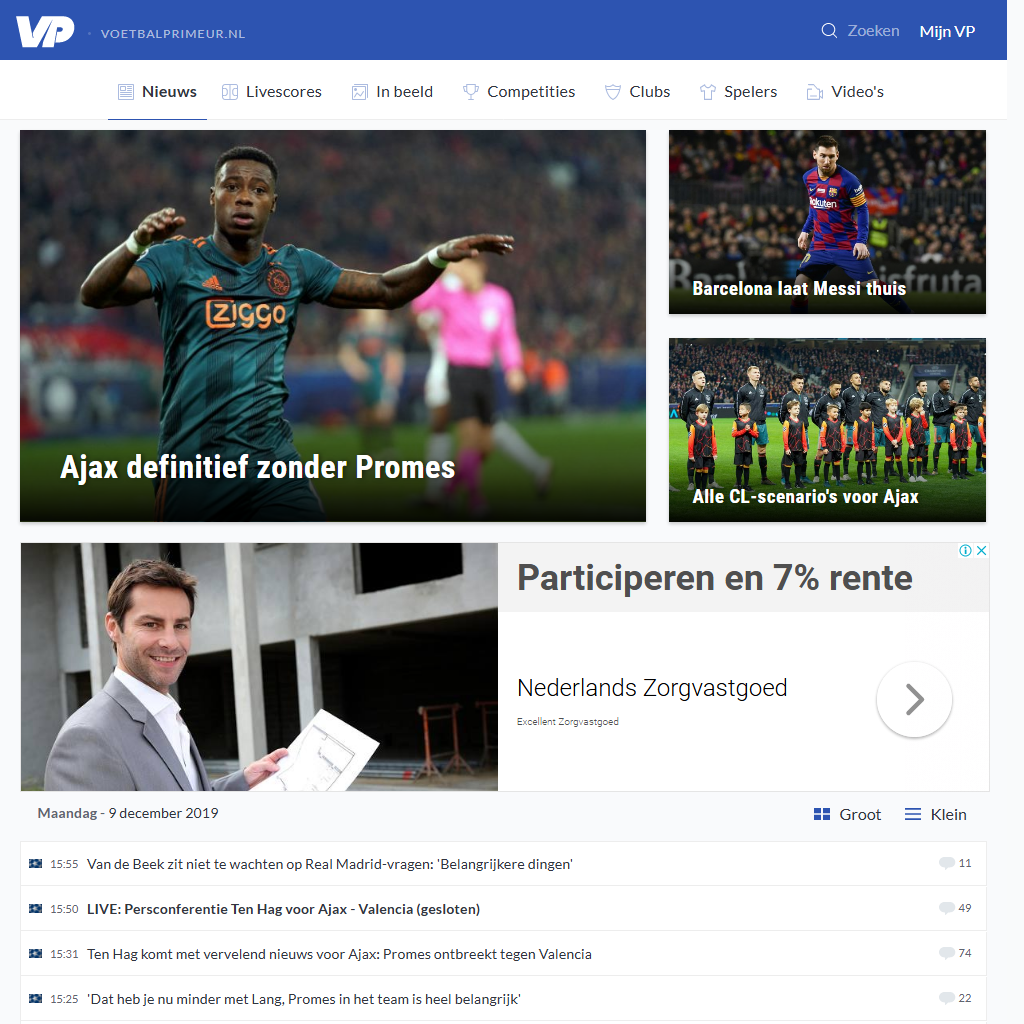 VP
VOETBALPRIMEUR.NL
Zoeken
Mijn VP
Nieuws
Livescores
In beeld
Competities
Clubs
Spelers
Video's
ZIGGO
Ajax definitief zonder Promes
Rakuten
Barcelona laat Messi thuis
Alle CL-scenario's voor Ajax
Participeren en 7% rente
Nederlands Zorgvastgoed
Excellent Zorgvastgoed
Maandag - 9 december 2019
Groot
Klein
15:55 Van de Beek zit niet te wachten op Real Madrid-vragen: 'Belangrijkere dingen' 11
15:50 LIVE: Persconferentie Ten Hag voor Ajax - Valencia (gesloten) 49
15:31 Ten Hag komt met vervelend nieuws voor Ajax: Promes ontbreekt tegen Valencia 74
15:25 'Dat heb je nu minder met Lang, Promes in het team is heel belangrijk' 22